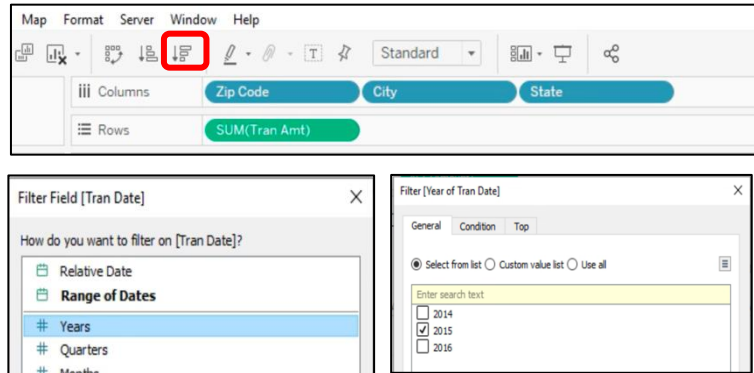 Map Format Server Window Help
Standard
Columns Zip Code City State
Rows SUM(Tran Amt)
Filter Field [Tran Date] X
How do you want to filter on [Tran Date]?
Relative Date
Range of Dates
# Years
# Quarters
# Months
Filter [Year of Tran Date] X
General Condition Top
Select from list Custom value list Use all
Enter search text
2014
2015
2016